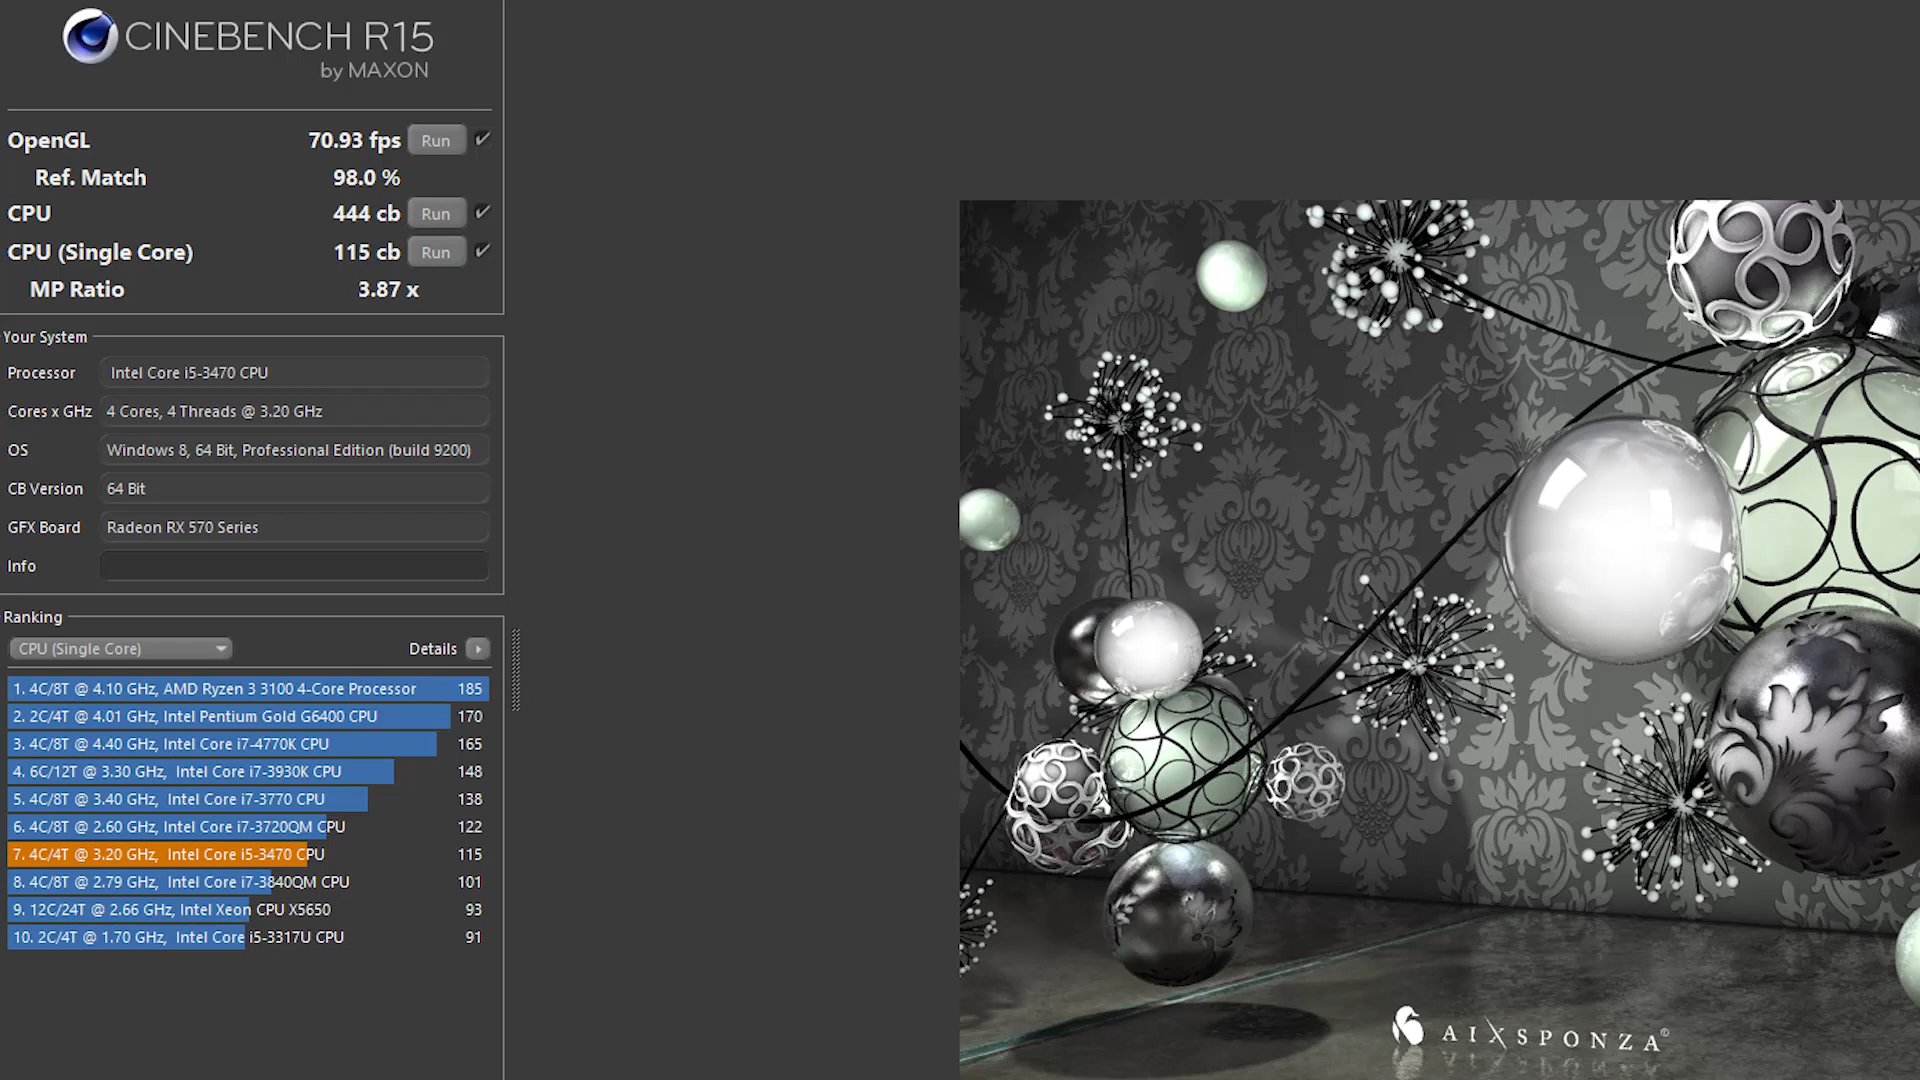 CINEBENCH R15
by MAXON
OpenGL 70.93 fps Run
Ref. Match 98.0 %
CPU 444 cb Run
CPU (Single Core) 115 cb Run
MP Ratio 3.87 x
Your System
Processor Intel Core i5-3470 CPU
Cores x GHz 4 Cores, 4 Threads @ 3.20 GHz
OS Windows 8, 64 Bit, Professional Edition (build 9200)
CB Version 64 Bit
GFX Board Radeon RX 570 Series
Info
Ranking
CPU (Single Core) Details
1. 4C/8T @ 4.10 GHz, AMD Ryzen 3 3100 4-Core Processor 185
2. 2C/4T @ 4.01 GHz, Intel Pentium Gold G6400 CPU 170
3. 4C/8T @ 4.40 GHz, Intel Core i7-4770K CPU 165
4. 6C/12T @ 3.30 GHz, Intel Core i7-3930K CPU 148
5. 4C/8T @ 3.40 GHz, Intel Core i7-3770 CPU 138
6. 4C/8T @ 2.60 GHz, Intel Core i7-3720QM CPU 122
7. 4C/4T @ 3.20 GHz, Intel Core i5-3470 CPU 115
8. 4C/8T @ 2.79 GHz, Intel Core i7-3840QM CPU 101
9. 12C/24T @ 2.66 GHz, Intel Xeon CPU X5650 93
10. 2C/4T @ 1.70 GHz, Intel Core i5-3317U CPU 91
AIXSPONZA©